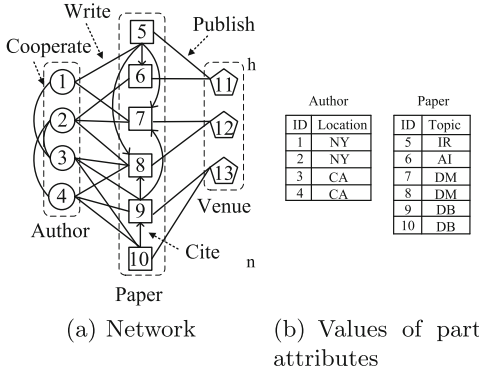 Write
Publish
Cooperate
h
5
1
6
11
2
7
12
3
8
13
4
9
Venue
Author
Cite
10
n
Paper
Author
ID Location
1 NY
2 NY
3 CA
4 CA
Paper
ID Topic
5 IR
6 AI
7 DM
8 DM
9 DB
10 DB
(a) Network
(b) Values of part
attributes